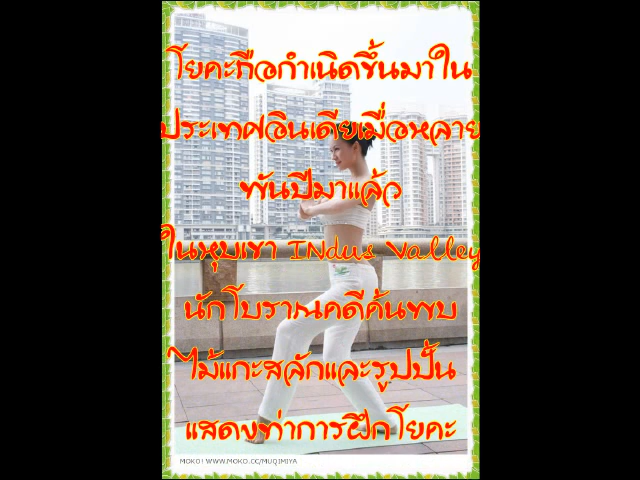 โยคะถือกำเนิดขึ้นมาใน
ประเทศอินเดียเมื่อหลาย
พันปีมาแล้ว
ในหุบเขา INdus Valley
นักโบราณคดีค้นพบ
ไม้แกะสลักและรูปปั้น
แสดงท่าการฝึกโยคะ
MOKO! WWW.MOKO.CC/MUQIMIYA